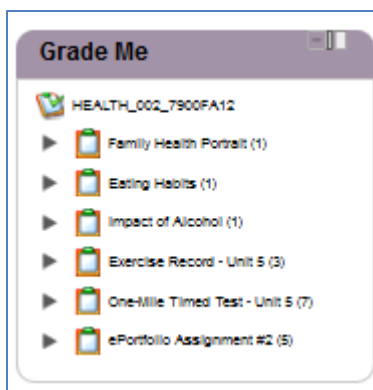 Grade Me
HEALTH_002_7900FA12
Family Health Portrait (1)
Eating Habits (1)
Impact of Alcohol (1)
Exercise Record - Unit 5 (3)
One-Mile Timed Test - Unit 5 (7)
ePortfolio Assignment #2 (5)